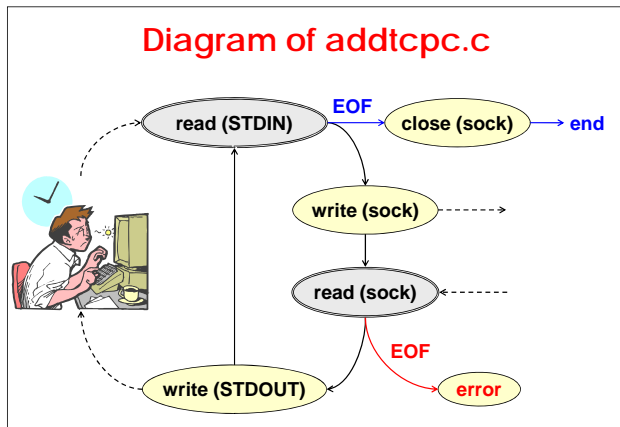 Diagram of addtcpc.c
read (STDIN)
EOF
close (sock)
end
write (sock)
read (sock)
EOF
write (STDOUT)
error